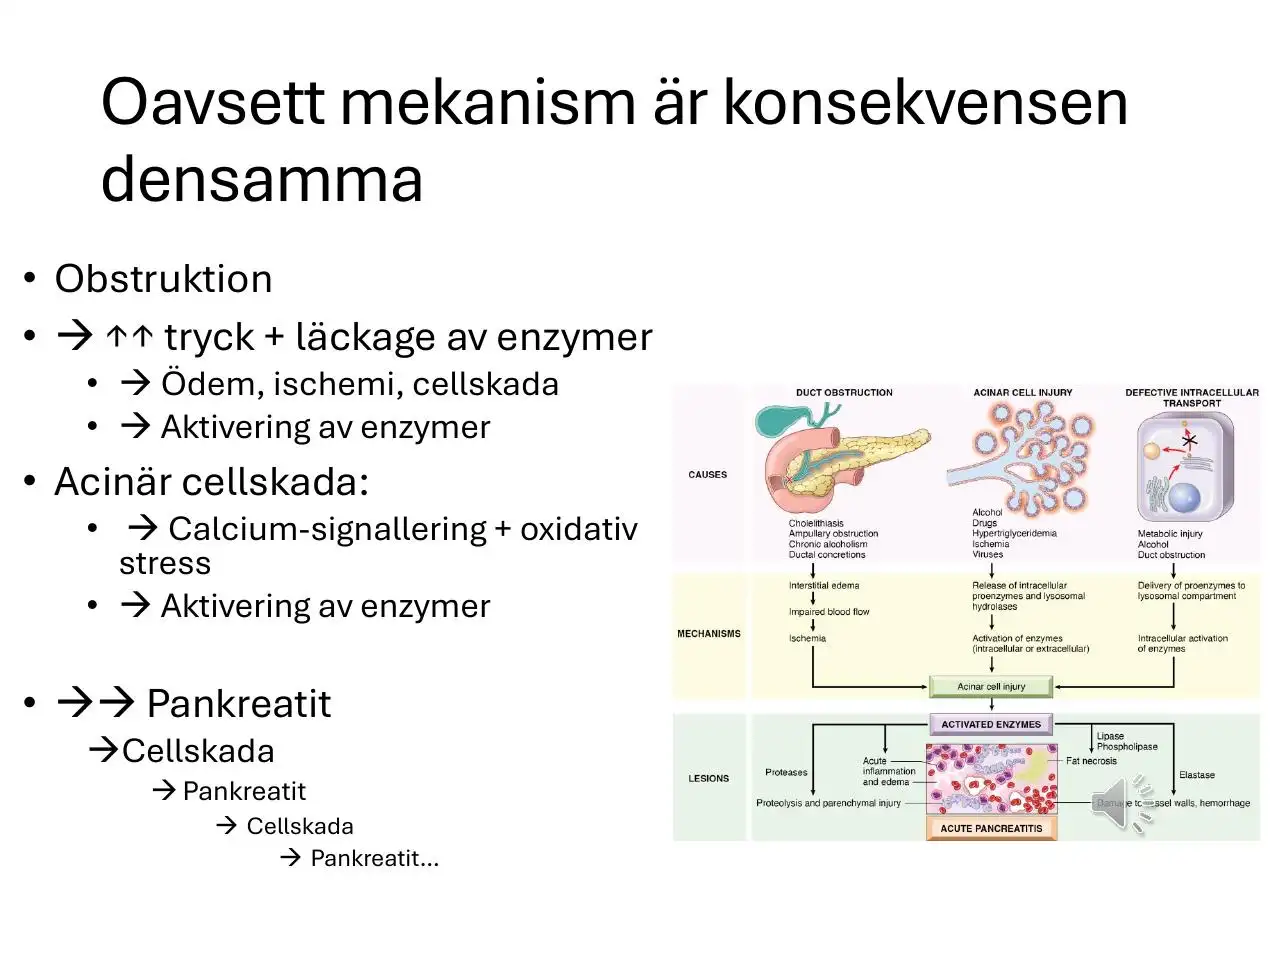 Oavsett mekanism är konsekvensen
densamma
• Obstruktion
• → ↑↑ tryck + läckage av enzymer
• → Ödem, ischemi, cellskada
• → Aktivering av enzymer
• Acinär cellskada:
• → Calcium-signallering + oxidativ
stress
• → Aktivering av enzymer
• →→ Pankreatit
→Cellskada
→ Pankreatit
→ Cellskada
→ Pankreatit...
DUCT OBSTRUCTION
ACINAR CELL INJURY
DEFECTIVE INTRACELLULAR
TRANSPORT
CAUSES
Cholelithiasis
Ampullary obstruction
Chronic alcoholism
Ductal concretions
Alcohol
Drugs
Hypertriglyceridemia
Ischemia
Viruses
Metabolic injury
Alcohol
Duct obstruction
MECHANISMS
Interstitial edema
Impaired blood flow
Ischemia
Release of intracellular
proenzymes and lysosomal
hydrolases
Activation of enzymes
(intracellular or extracellular)
Delivery of proenzymes to
lysosomal compartment
Intracellular activation
of enzymes
Acinar cell injury
LESIONS
ACTIVATED ENZYMES
Proteases
Acute
inflammation
and edema
Lipase
Phospholipase
Fat necrosis
Elastase
Proteolysis and parenchymal injury
Damage to vessel walls, hemorrhage
ACUTE PANCREATITIS